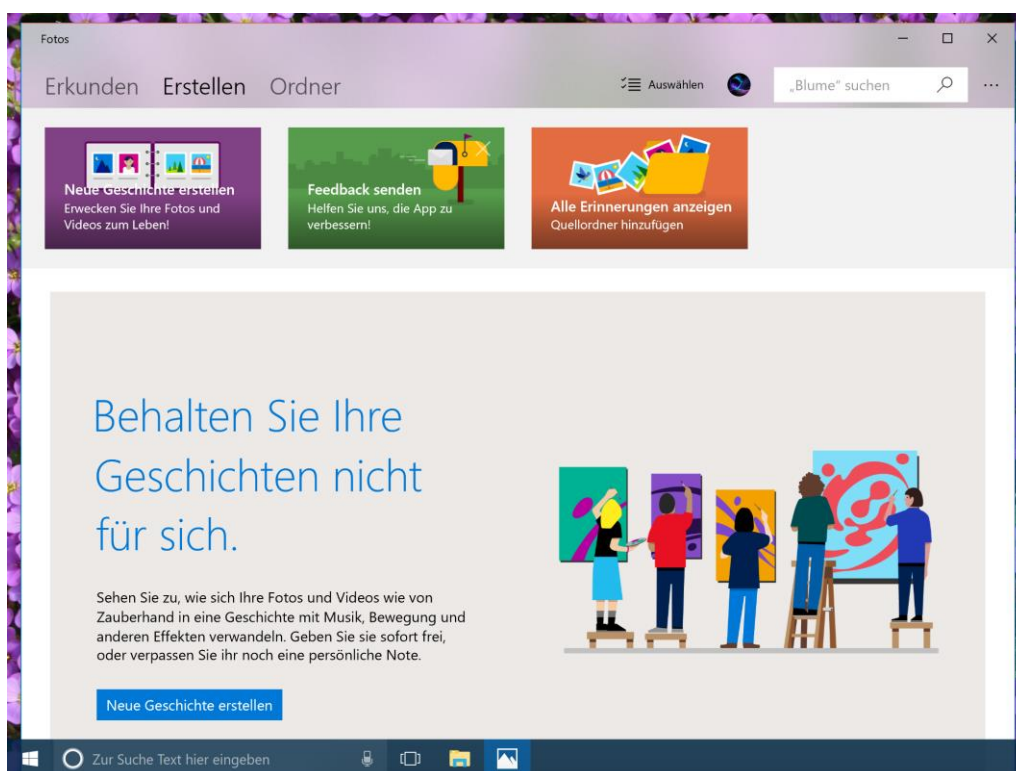 Fotos
Erkunden Erstellen Ordner
Auswählen
„Blume“ suchen
Neue Geschichte erstellen
Erwecken Sie Ihre Fotos und
Videos zum Leben!
Feedback senden
Helfen Sie uns, die App zu
verbessern!
Alle Erinnerungen anzeigen
Quellordner hinzufügen
Behalten Sie Ihre
Geschichten nicht
für sich.
Sehen Sie zu, wie sich Ihre Fotos und Videos wie von
Zauberhand in eine Geschichte mit Musik, Bewegung und
anderen Effekten verwandeln. Geben Sie sie sofort frei,
oder verpassen Sie ihr noch eine persönliche Note.
Neue Geschichte erstellen
Zur Suche Text hier eingeben